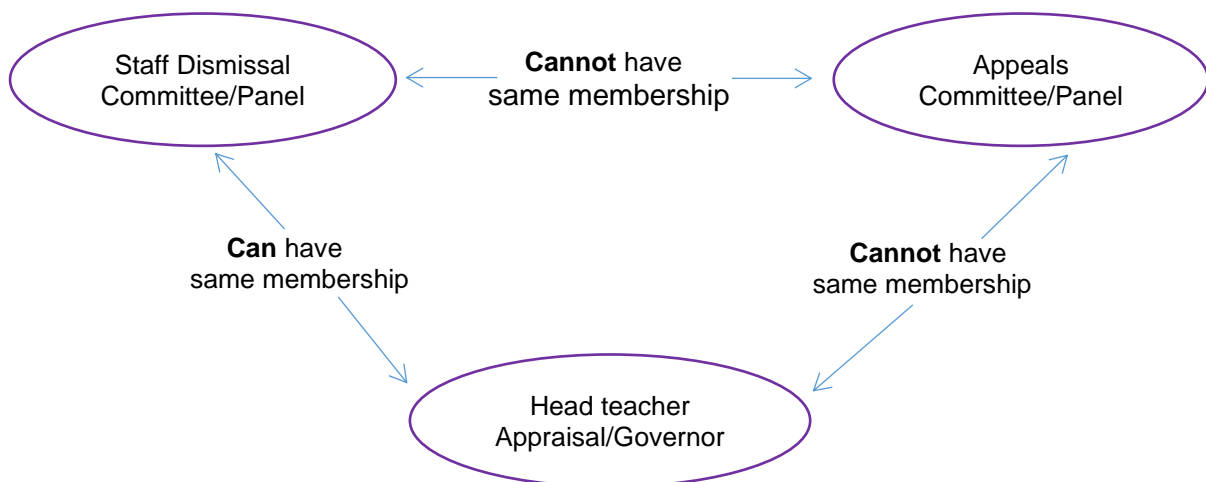 Staff Dismissal
Committee/Panel
Cannot have
same membership
Appeals
Committee/Panel
Can have
same membership
Cannot have
same membership
Head teacher
Appraisal/Governor